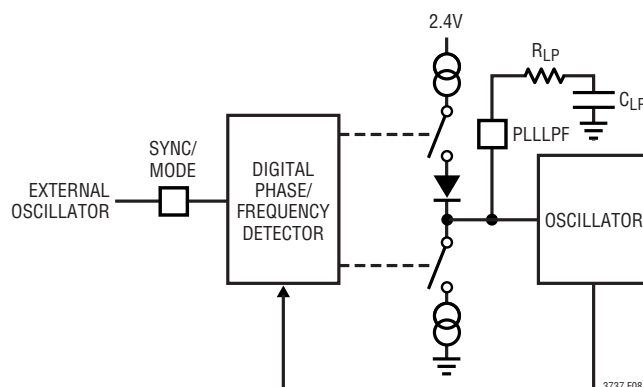 2.4V
RLP
CLP
SYNC/
MODE
PLLLPF
DIGITAL
PHASE/
FREQUENCY
DETECTOR
EXTERNAL
OSCILLATOR
OSCILLATOR
3737 F08